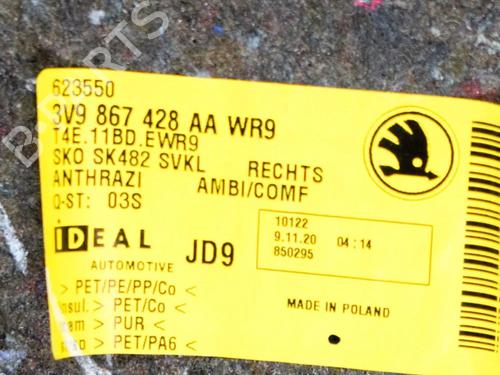 B-PARTS
623550
3V9 867 428 AA WR9
T4E.11BD.EWR9
SKO SK482 SVKL RECHTS
ANTHRAZI AMBI/COMF
Q-ST: 03S
IDEAL
AUTOMOTIVE
JD9
10122
9.11.20 04:14
850295
> PET/PE/PP/Co <
> PET/Co <
> PUR <
> PET/PA6 <
MADE IN POLAND